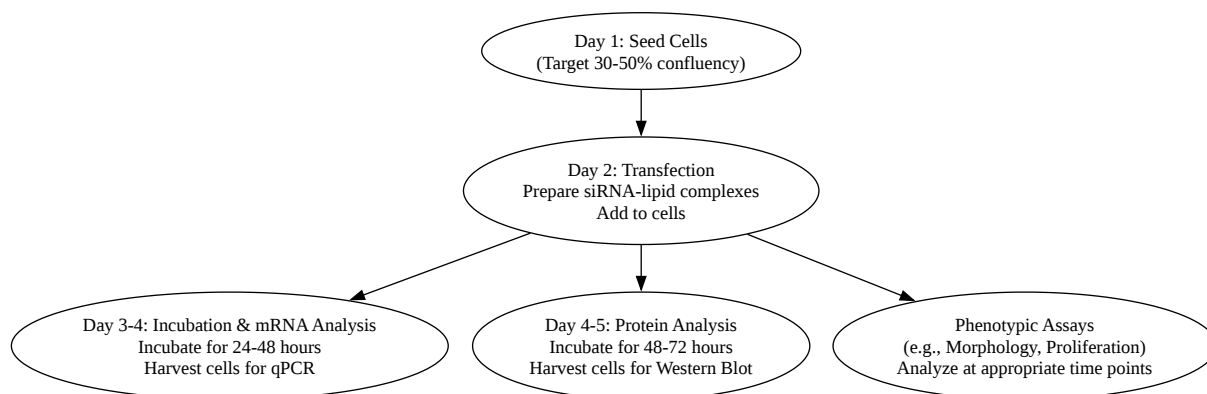 Day 1: Seed Cells
(Target 30-50% confluency)
Day 2: Transfection
Prepare siRNA-lipid complexes
Add to cells
Day 3-4: Incubation & mRNA Analysis
Incubate for 24-48 hours
Harvest cells for qPCR
Day 4-5: Protein Analysis
Incubate for 48-72 hours
Harvest cells for Western Blot
Phenotypic Assays
(e.g., Morphology, Proliferation)
Analyze at appropriate time points